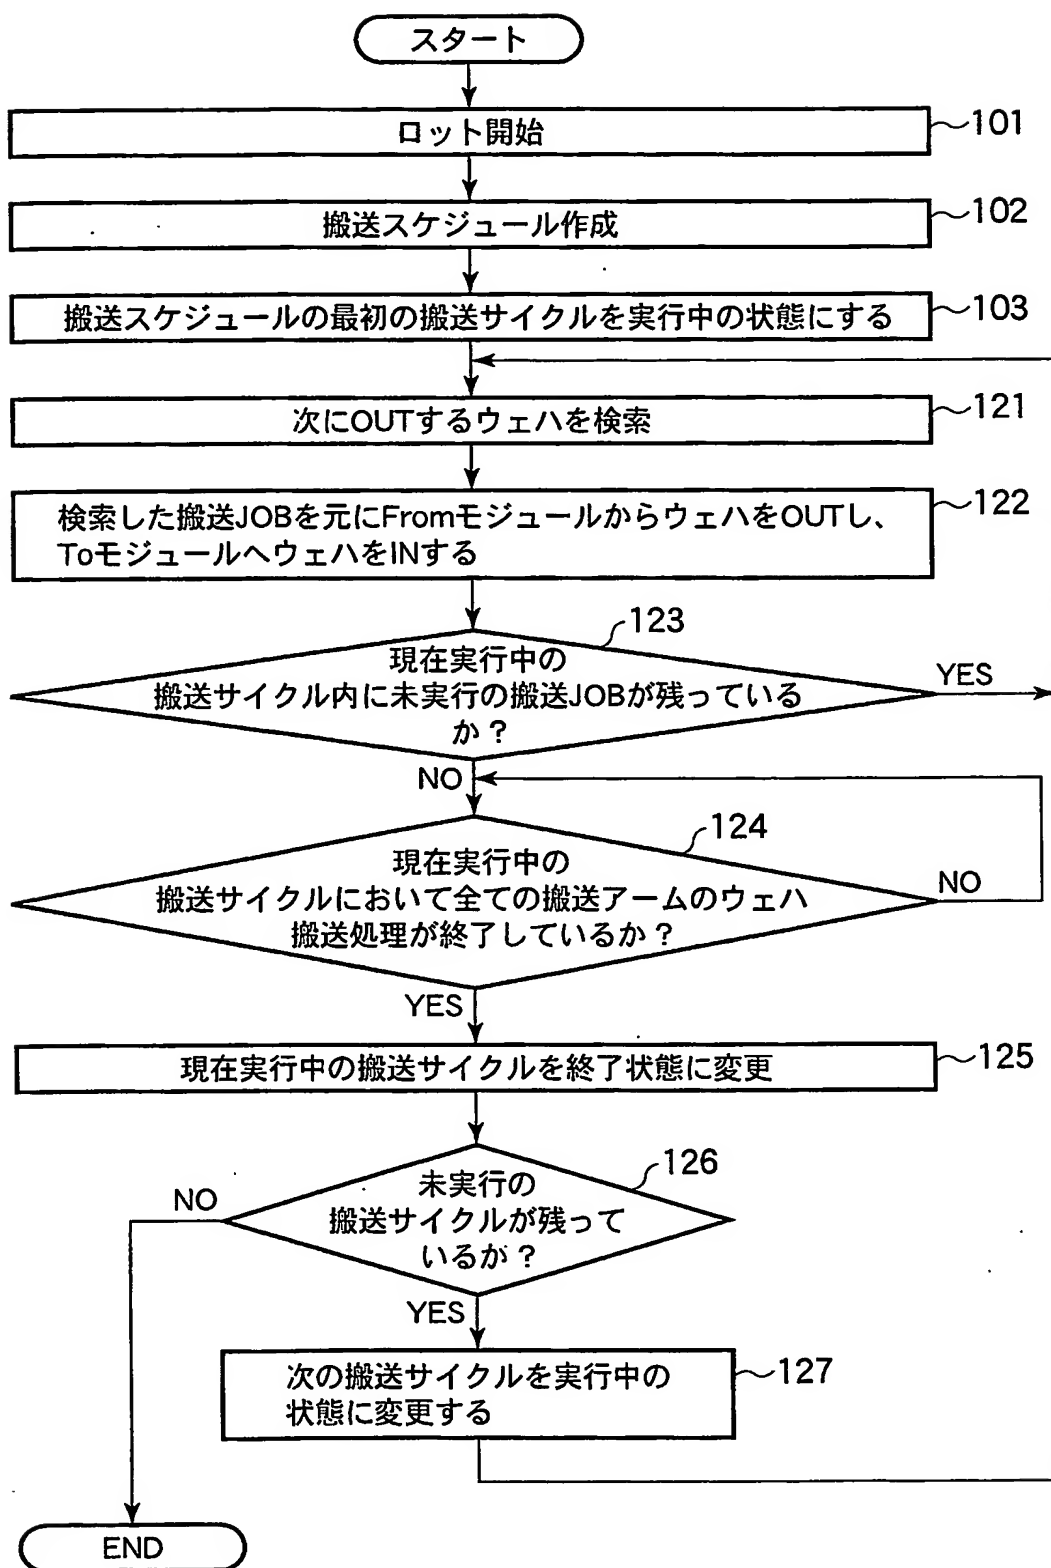 スタート
ロット開始
101
搬送スケジュール作成
102
搬送スケジュールの最初の搬送サイクルを実行中の状態にする
103
次にOUTするウェハを検索
121
検索した搬送JOBを元にFromモジュールからウェハをOUTし、
ToモジュールへウェハをINする
122
123
現在実行中の
搬送サイクル内に未実行の搬送JOBが残っている
か？
YES
NO
124
現在実行中の
搬送サイクルにおいて全ての搬送アームのウェハ
搬送処理が終了しているか？
NO
YES
現在実行中の搬送サイクルを終了状態に変更
125
126
未実行の
搬送サイクルが残って
いるか？
NO
YES
次の搬送サイクルを実行中の
状態に変更する
127
END